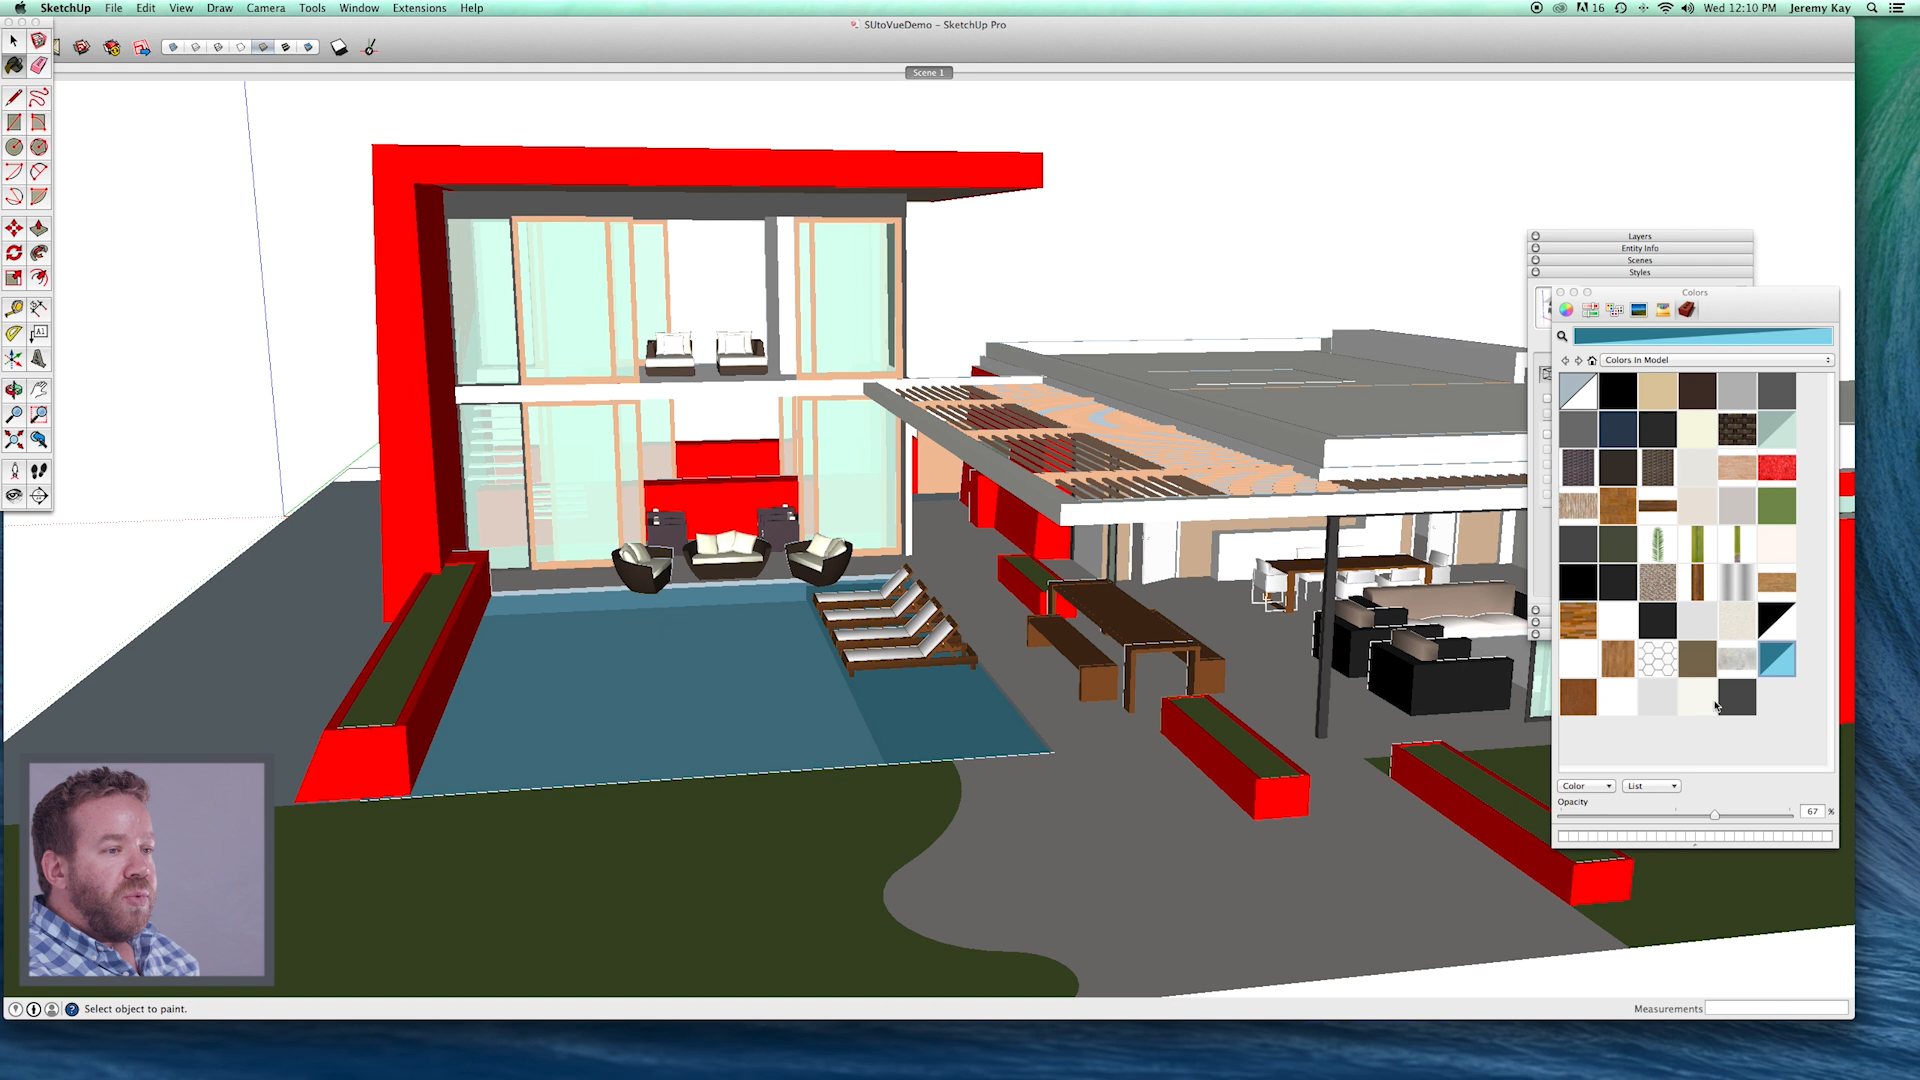 SketchUp File Edit View Draw Camera Tools Window Extensions Help
16 Wed 12:10 PM Jeremy Kay
SUtoVueDemo - SketchUp Pro
Scene 1
Layers
Entity Info
Scenes
Styles
Colors
Colors In Model
A1
Color List
Opacity
67 %
Select object to paint.
Measurements